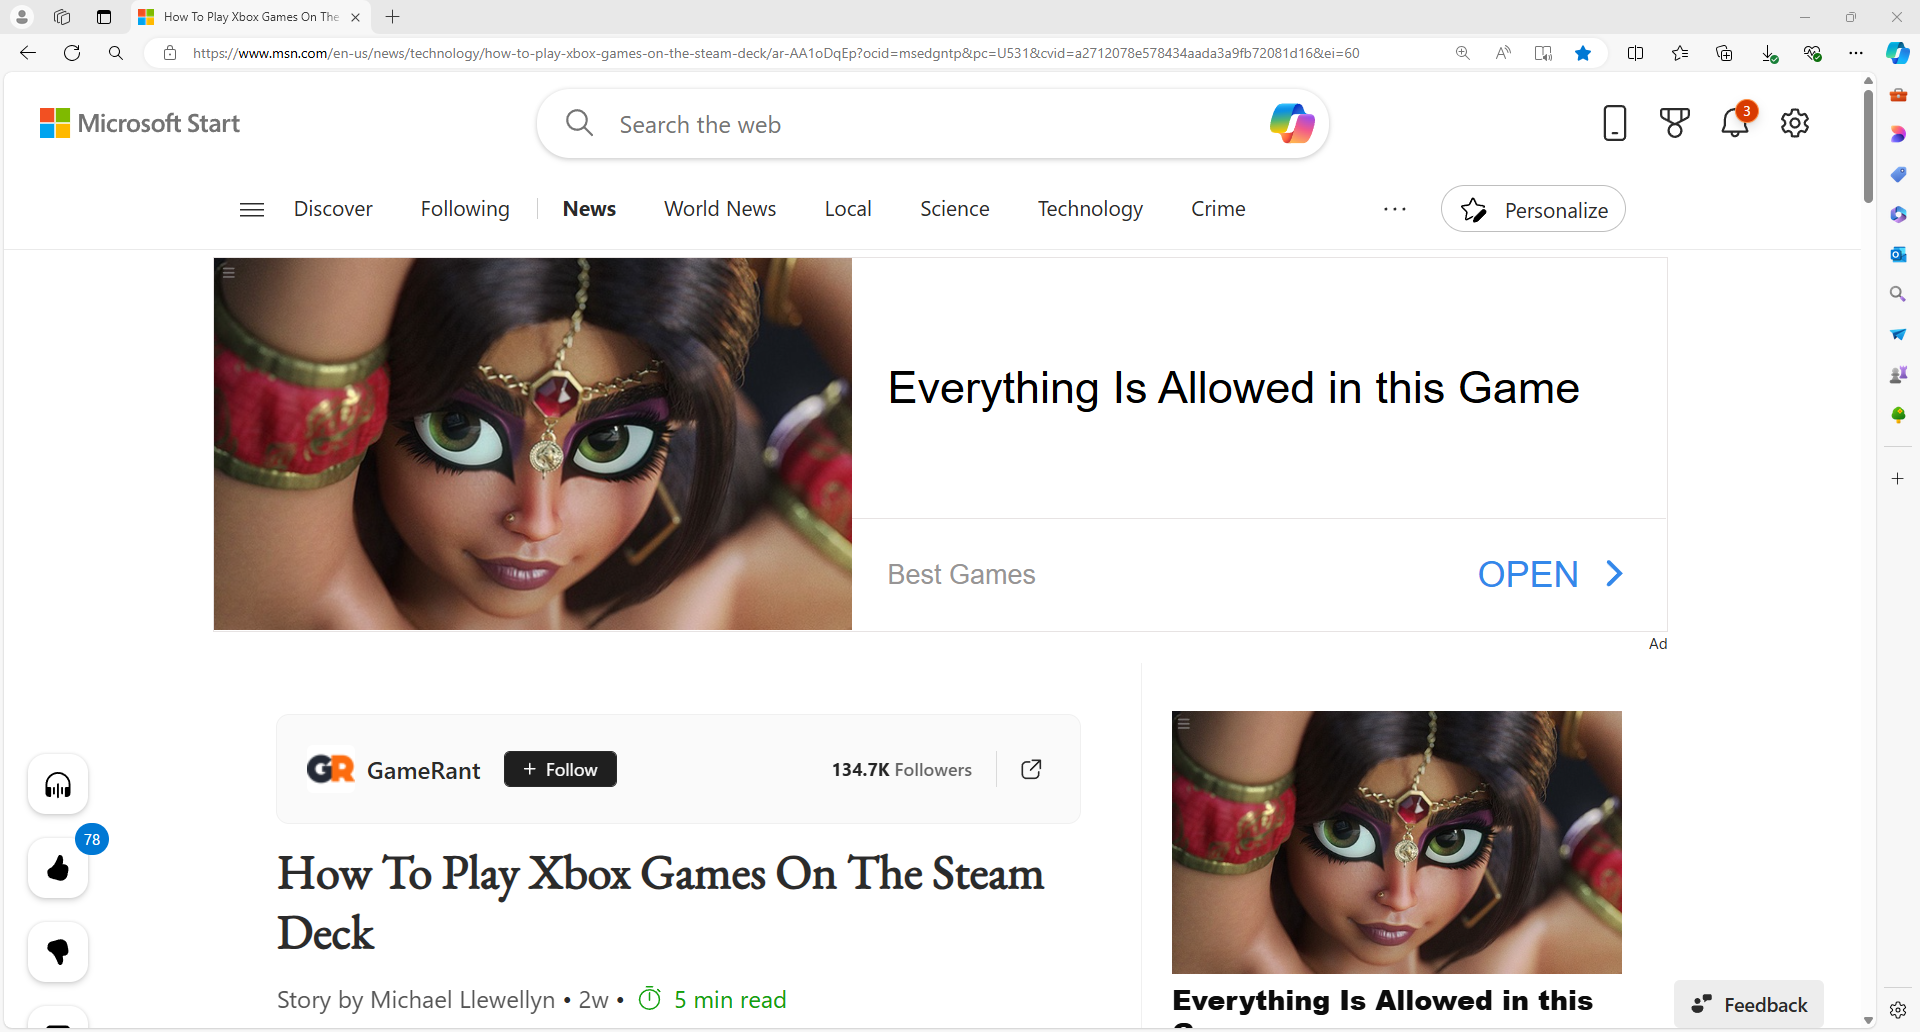 How To Play Xbox Games On The
https://www.msn.com/en-us/news/technology/how-to-play-xbox-games-on-the-steam-deck/ar-AA1oDqEp?ocid=msedgntp&pc=U531&cvid=a2712078e578434aada3a9fb72081d16&ei=60
Microsoft Start
Search the web
3
Discover Following News World News Local Science Technology Crime
Personalize
Everything Is Allowed in this Game
Best Games
OPEN
Ad
GR GameRant + Follow 134.7K Followers
78
How To Play Xbox Games On The Steam
Deck
Story by Michael Llewellyn • 2w • 5 min read
Everything Is Allowed in this
Feedback